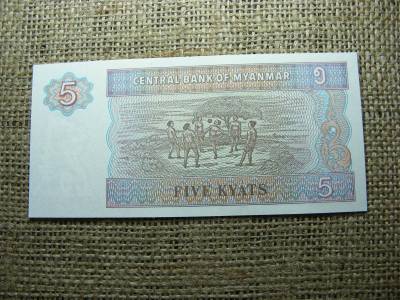 CENTRAL BANK OF MYANMAR
5 ၅
FIVE KYATS 5